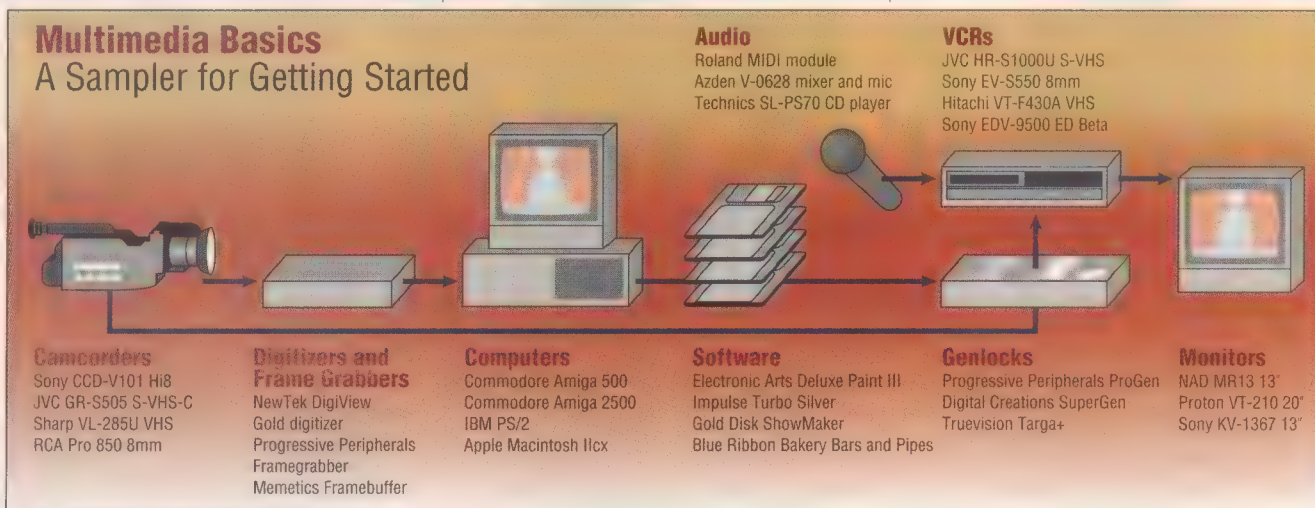 Multimedia Basics
A Sampler for Getting Started
Audio
Roland MIDI module
Azden V-0628 mixer and mic
Technics SL-PS70 CD player
VCRs
JVC HR-S1000U S-VHS
Sony EV-S550 8mm
Hitachi VT-F430A VHS
Sony EDV-9500 ED Beta
Camcorders
Sony CCD-V101 Hi8
JVC GR-S505 S-VHS-C
Sharp VL-285U VHS
RCA Pro 850 8mm
Digitizers and
Frame Grabbers
NewTek DigiView
Gold digitizer
Progressive Peripherals
Framegrabber
Memetics Framebuffer
Computers
Commodore Amiga 500
Commodore Amiga 2500
IBM PS/2
Apple Macintosh IIcx
Software
Electronic Arts Deluxe Paint III
Impulse Turbo Silver
Gold Disk ShowMaker
Blue Ribbon Bakery Bars and Pipes
Genlocks
Progressive Peripherals ProGen
Digital Creations SuperGen
Truevision Targa+
Monitors
NAD MR13 13"
Proton VT-210 20"
Sony KV-1367 13"